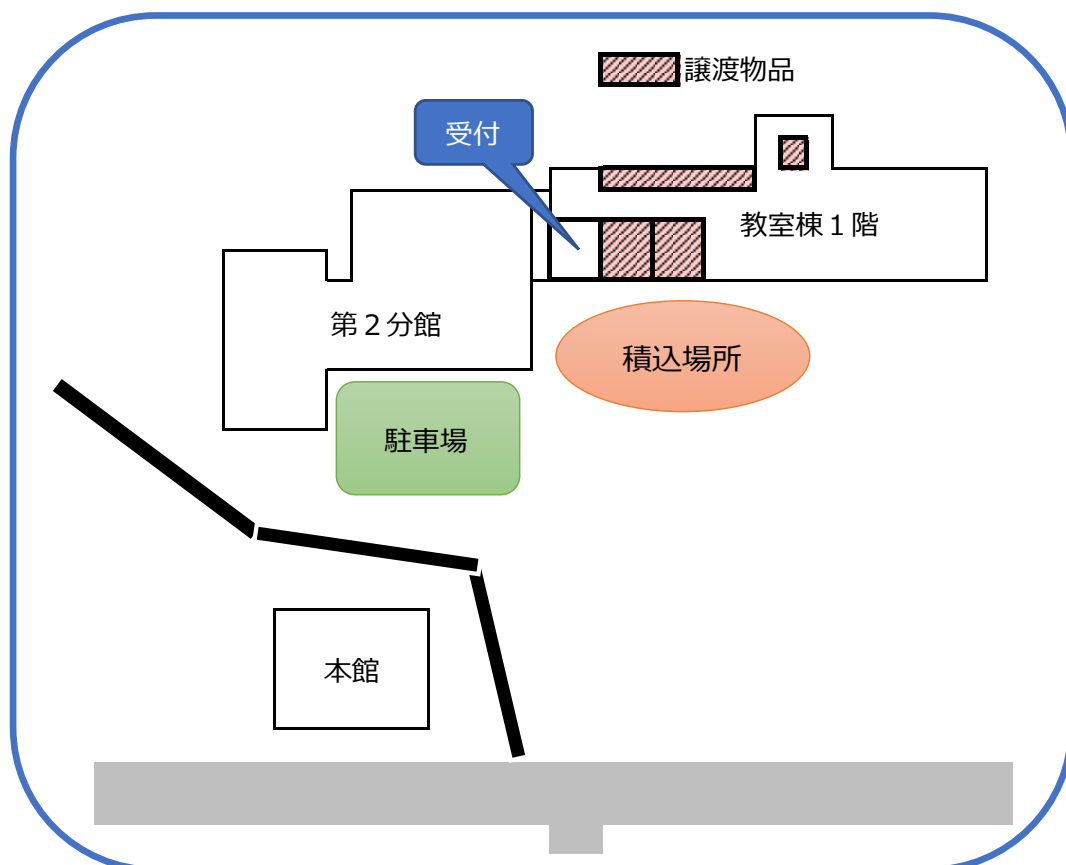 譲渡物品
受付
教室棟１階
第２分館
積込場所
駐車場
本館